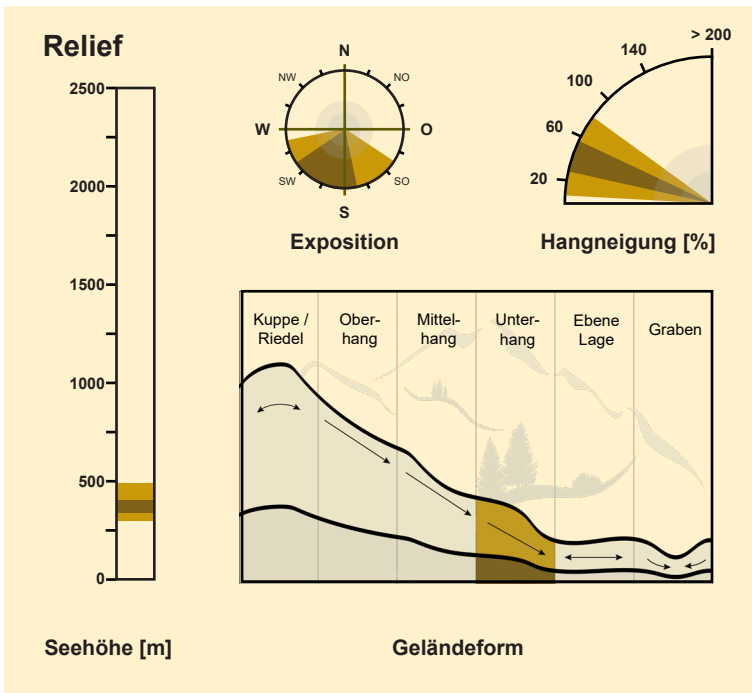 Relief
2500
2000
1500
1000
500
0
Seehöhe [m]
N
NW
NO
W
O
SW
SO
S
Exposition
> 200
140
100
60
20
Hangneigung [%]
Kuppe /
Riedel
Ober-
hang
Mittel-
hang
Unter-
hang
Ebene
Lage
Graben
Geländeform